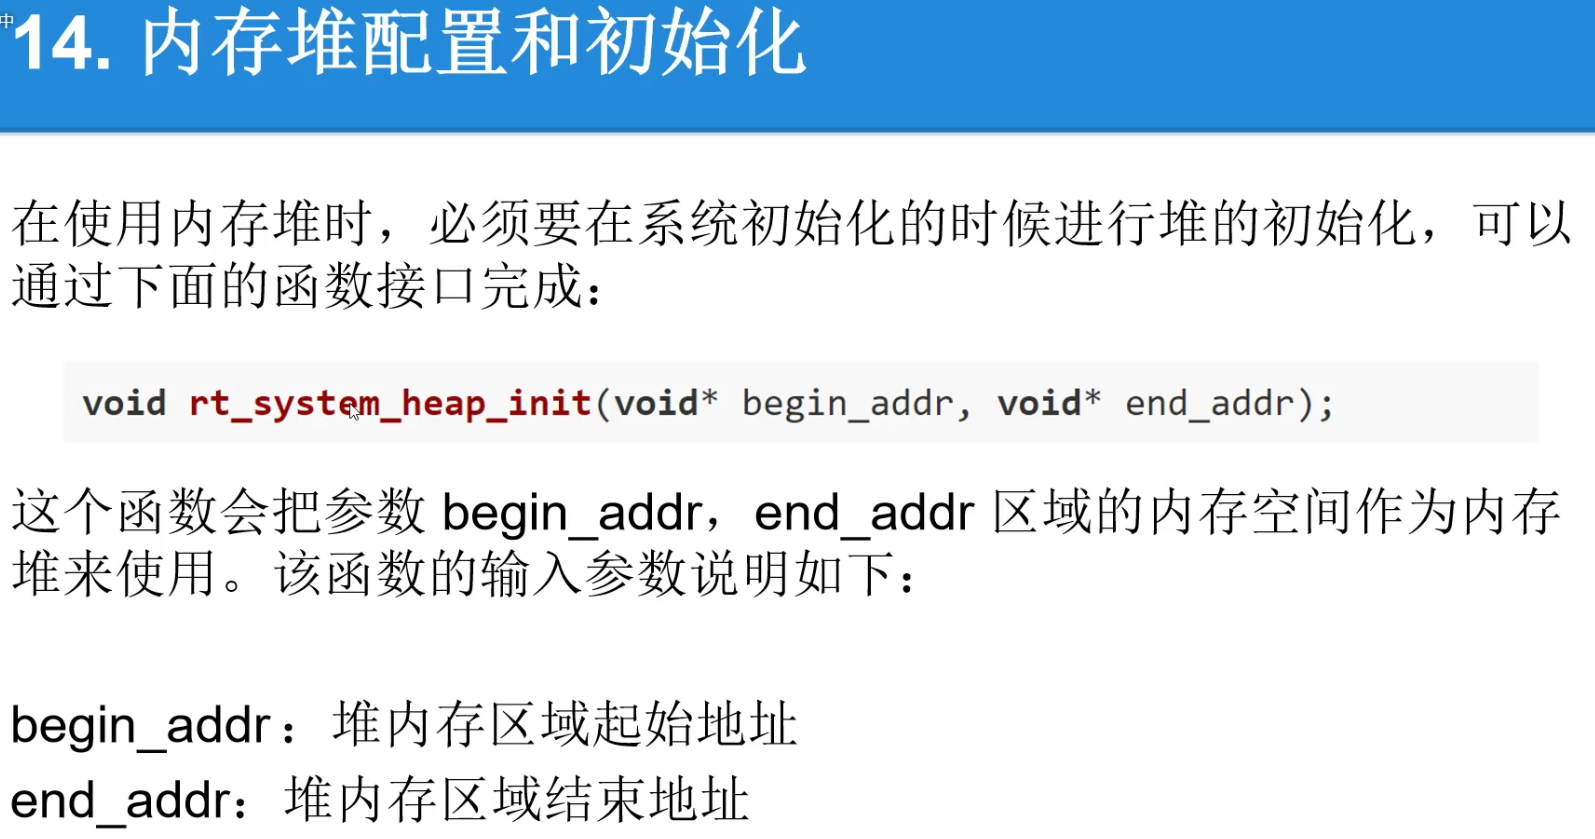 中
14. 内存堆配置和初始化
在使用内存堆时，必须要在系统初始化的时候进行堆的初始化，可以
通过下面的函数接口完成：
void rt_system_heap_init(void* begin_addr, void* end_addr);
这个函数会把参数 begin_addr，end_addr 区域的内存空间作为内存
堆来使用。该函数的输入参数说明如下：
begin_addr：堆内存区域起始地址
end_addr：堆内存区域结束地址